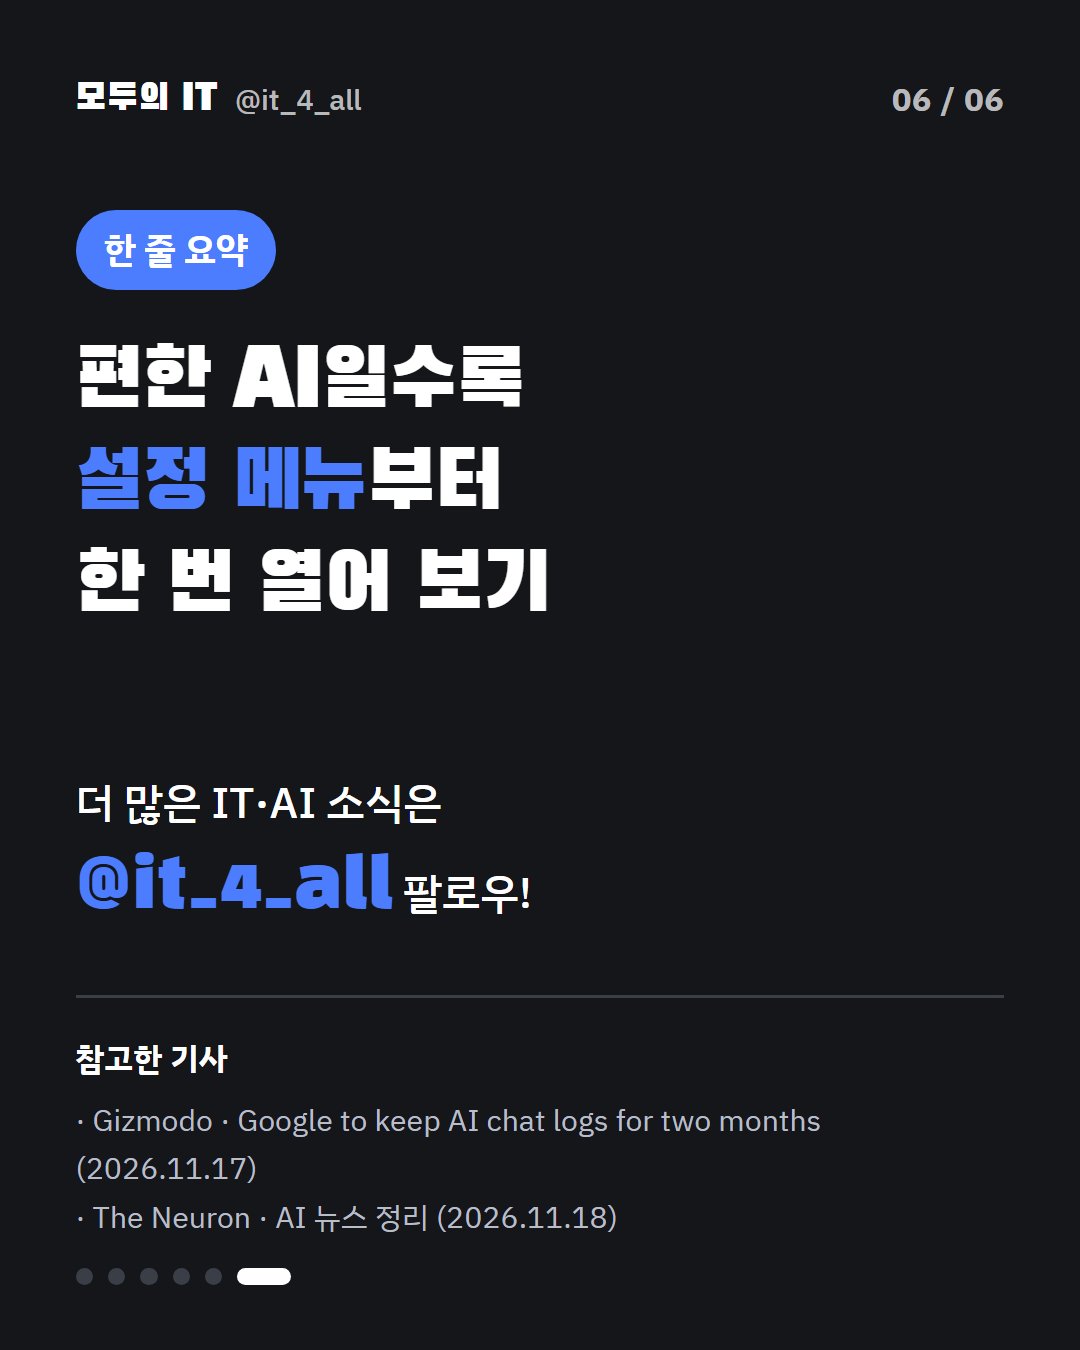 모두의 IT @it_4_all
06 / 06
한 줄 요약
편한 AI일수록
설정 메뉴부터
한 번 열어 보기
더 많은 IT·AI 소식은
@it_4_all 팔로우!
참고한 기사
· Gizmodo · Google to keep AI chat logs for two months
(2026.11.17)
· The Neuron · AI 뉴스 정리 (2026.11.18)